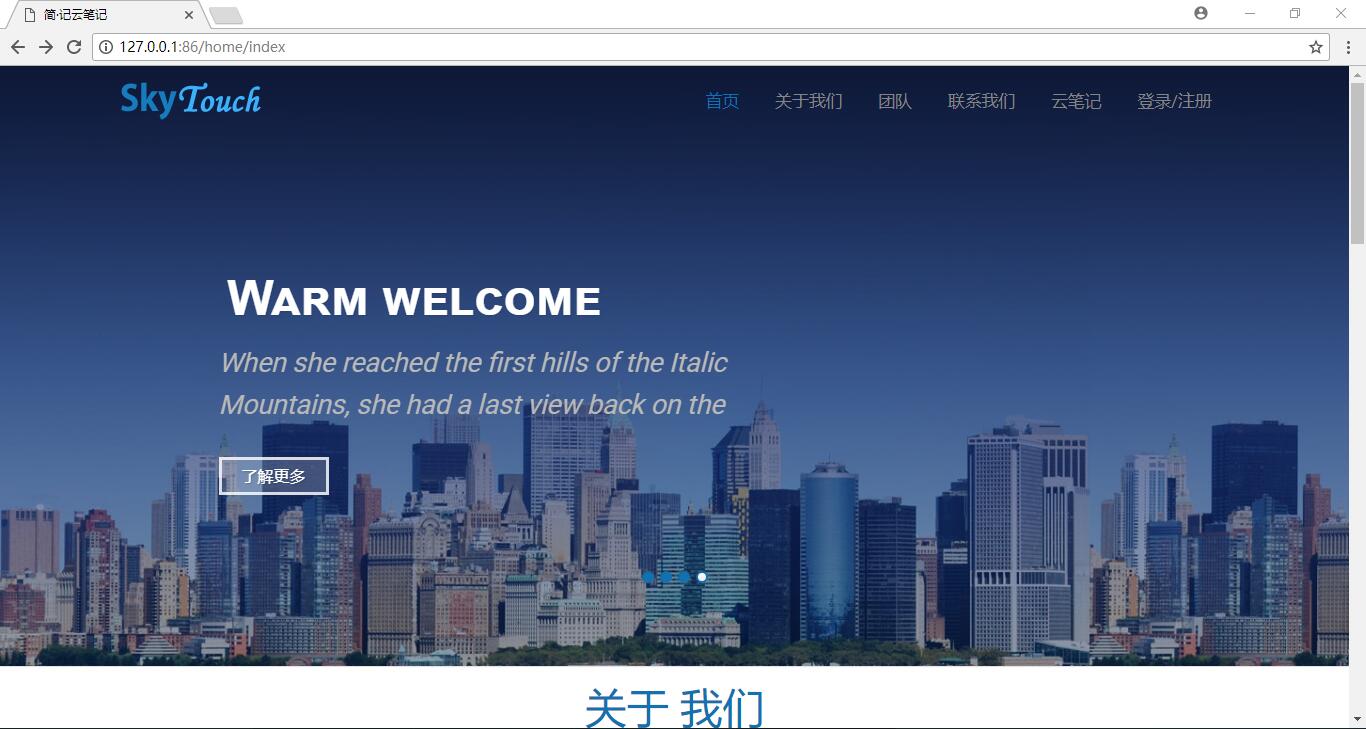 简·记云笔记
127.0.0.1:86/home/index
SkyTouch
首页 关于我们 团队 联系我们 云笔记 登录/注册
WARM WELCOME
When she reached the first hills of the Italic
Mountains, she had a last view back on the
了解更多
关于 我们